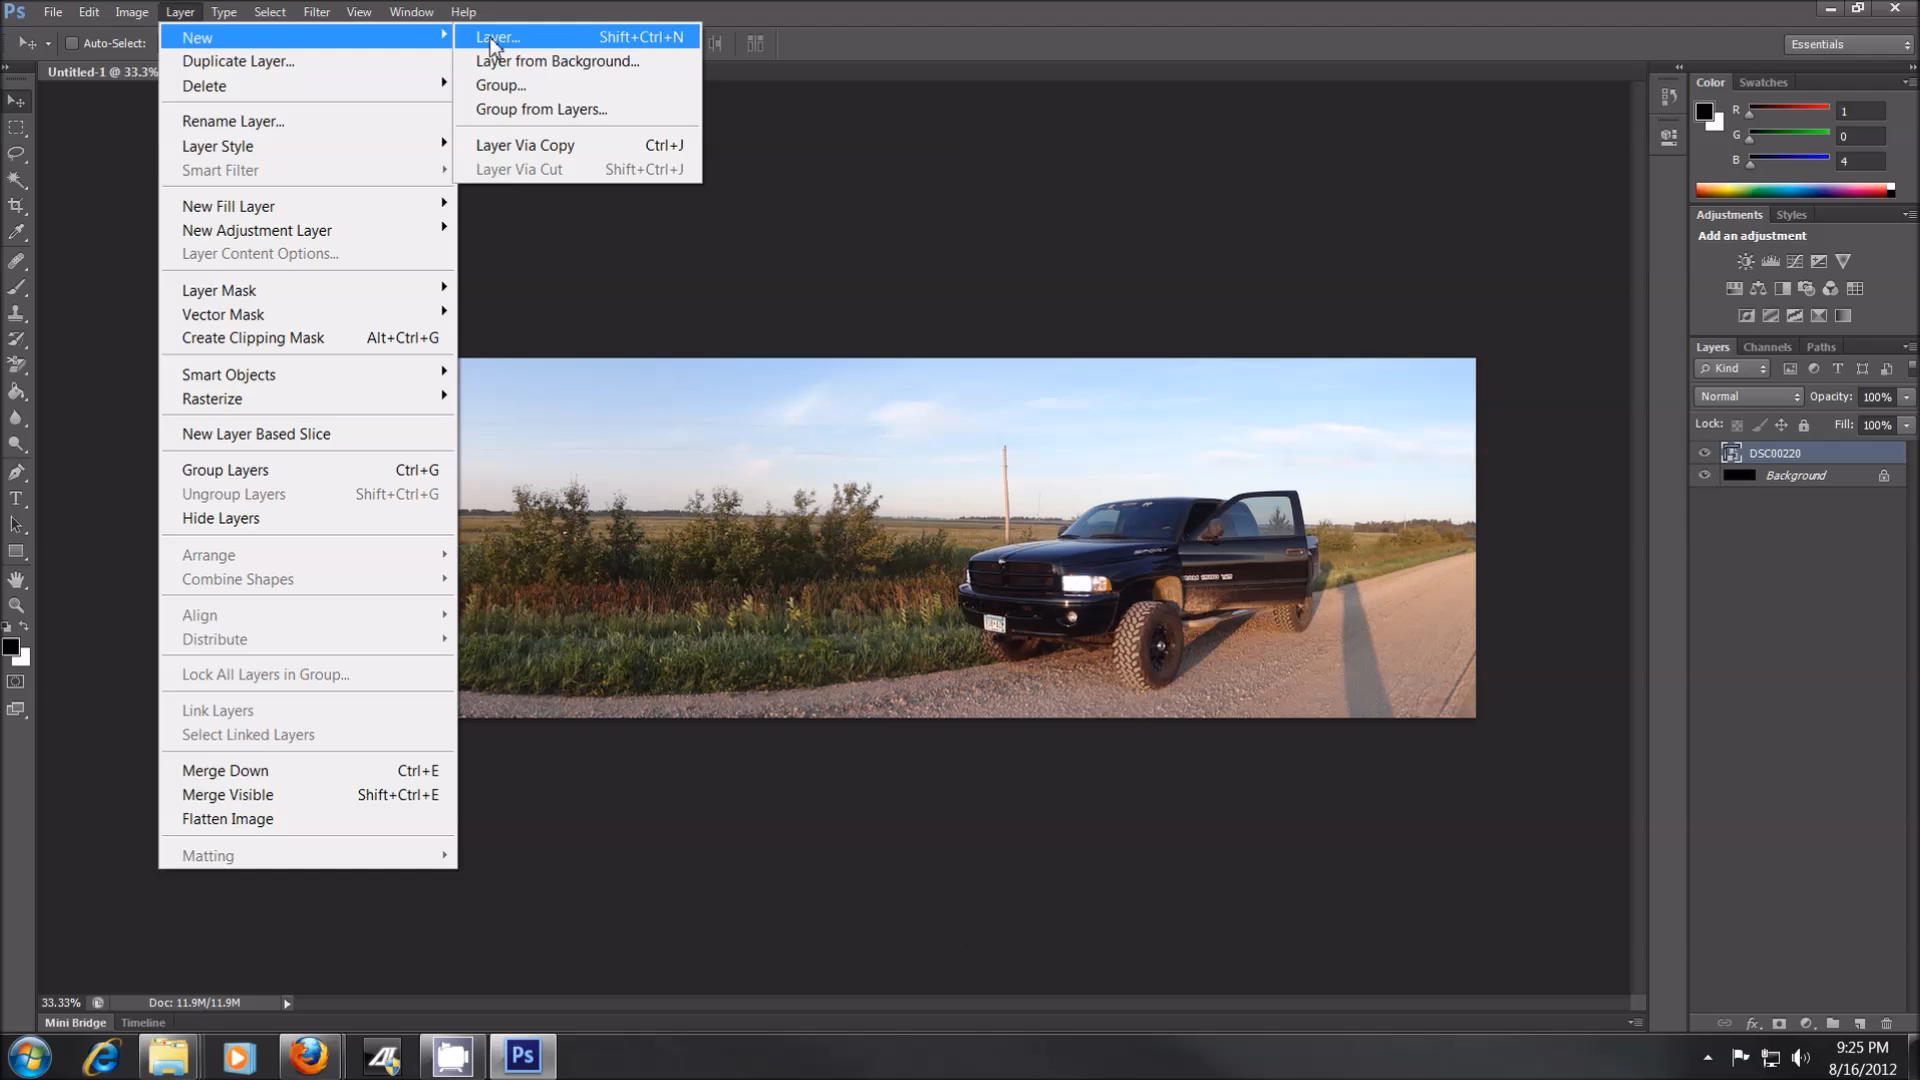 Ps File Edit Image Layer Type Select Filter View Window Help
Auto-Select:
Essentials
Untitled-1 @ 33.3%
New
Duplicate Layer...
Delete
Rename Layer...
Layer Style
Smart Filter
New Fill Layer
New Adjustment Layer
Layer Content Options...
Layer Mask
Vector Mask
Create Clipping Mask Alt+Ctrl+G
Smart Objects
Rasterize
New Layer Based Slice
Group Layers Ctrl+G
Ungroup Layers Shift+Ctrl+G
Hide Layers
Arrange
Combine Shapes
Align
Distribute
Lock All Layers in Group...
Link Layers
Select Linked Layers
Merge Down Ctrl+E
Merge Visible Shift+Ctrl+E
Flatten Image
Matting
Layer... Shift+Ctrl+N
Layer from Background...
Group...
Group from Layers...
Layer Via Copy Ctrl+J
Layer Via Cut Shift+Ctrl+J
SPORT
Color Swatches
R 1
G 0
B 4
Adjustments Styles
Add an adjustment
Layers Channels Paths
Kind
Normal Opacity: 100%
Lock: Fill: 100%
DSC00220
Background
33.33% Doc: 11.9M/11.9M
Mini Bridge Timeline
Ps
9:25 PM
8/16/2012